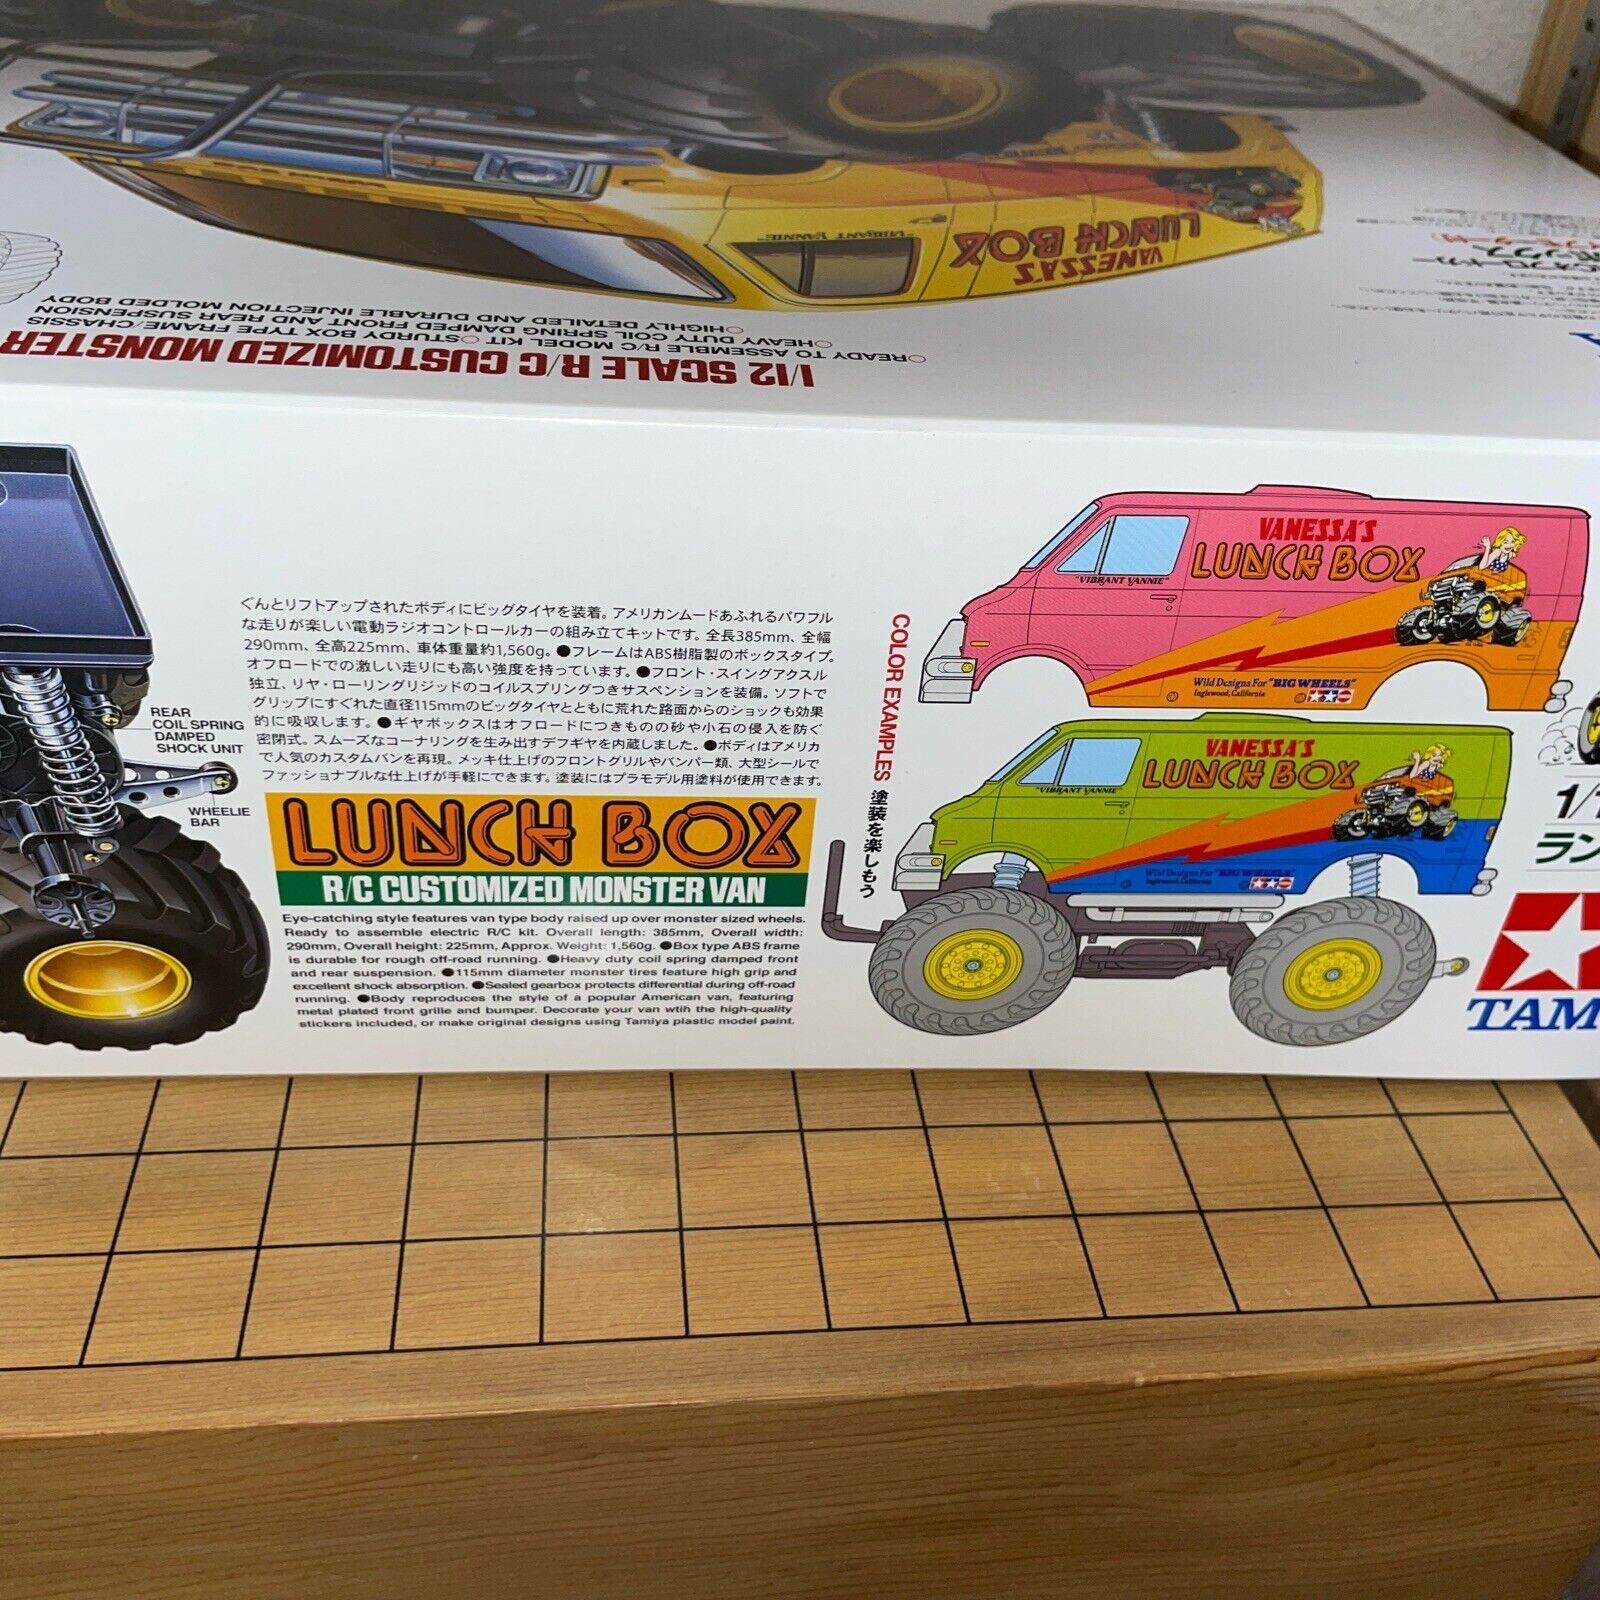 VANESSA'S
LUNCH BOX
"VIBRANT VANNIE"
○HIGHLY DETAILED AND DURABLE INJECTION MOLDED BODY
○HEAVY DUTY COIL SPRING DAMPED FRONT AND REAR SUSPENSION
○READY TO ASSEMBLE R/C MODEL KIT ○STURDY BOX TYPE FRAME/CHASSIS
1/12 SCALE R/C CUSTOMIZED MONSTER
REAR
COIL SPRING
DAMPED
SHOCK UNIT
WHEELIE
BAR
ぐんとリフトアップされたボディにビッグタイヤを装着。アメリカンムードあふれるパワフル
な走りが楽しい電動ラジオコントロールカーの組み立てキットです。全長385mm、全幅
290mm、全高225mm、車体重量約1,560g。●フレームはABS樹脂製のボックスタイプ。
オフロードでの激しい走りにも高い強度を持っています。●フロント・スイングアクスル
独立、リヤ・ローリングリジッドのコイルスプリングつきサスペンションを装備。ソフトで
グリップにすぐれた直径115mmのビッグタイヤとともに荒れた路面からのショックも効果
的に吸収します。●ギヤボックスはオフロードにつきものの砂や小石の侵入を防ぐ
密閉式。スムーズなコーナリングを生み出すデフギヤを内蔵しました。●ボディはアメリカ
で人気のカスタムバンを再現。メッキ仕上げのフロントグリルやバンパー類、大型シールで
ファッショナブルな仕上げが手軽にできます。塗装にはプラモデル用塗料が使用できます。
LUNCH BOX
R/C CUSTOMIZED MONSTER VAN
Eye-catching style features van type body raised up over monster sized wheels.
Ready to assemble electric R/C kit. Overall length: 385mm, Overall width:
290mm, Overall height: 225mm, Approx. Weight: 1,560g. ●Box type ABS frame
is durable for rough off-road running. ●Heavy duty coil spring damped front
and rear suspension. ●115mm diameter monster tires feature high grip and
excellent shock absorption. ●Sealed gearbox protects differential during off-road
running. ●Body reproduces the style of a popular American van, featuring
metal plated front grille and bumper. Decorate your van wtih the high-quality
stickers included, or make original designs using Tamiya plastic model paint.
COLOR EXAMPLES 塗装を楽しもう
VANESSA'S
LUNCH BOX
"VIBRANT VANNIE"
Wild Designs For "BIG WHEELS"
Inglewood, California
VANESSA'S
LUNCH BOX
"VIBRANT VANNIE"
Wild Designs For "BIG WHEELS"
Inglewood, California
1/1
ラン
TAM